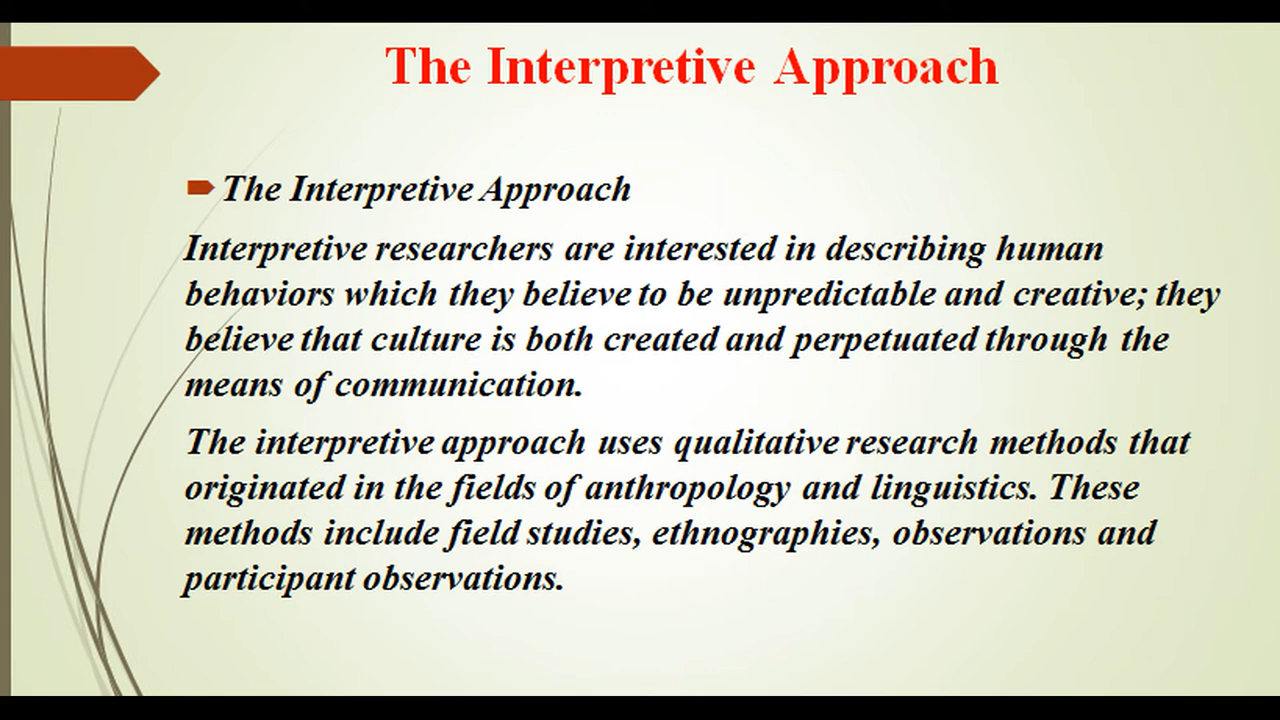 The Interpretive Approach
The Interpretive Approach
Interpretive researchers are interested in describing human
behaviors which they believe to be unpredictable and creative; they
believe that culture is both created and perpetuated through the
means of communication.
The interpretive approach uses qualitative research methods that
originated in the fields of anthropology and linguistics. These
methods include field studies, ethnographies, observations and
participant observations.